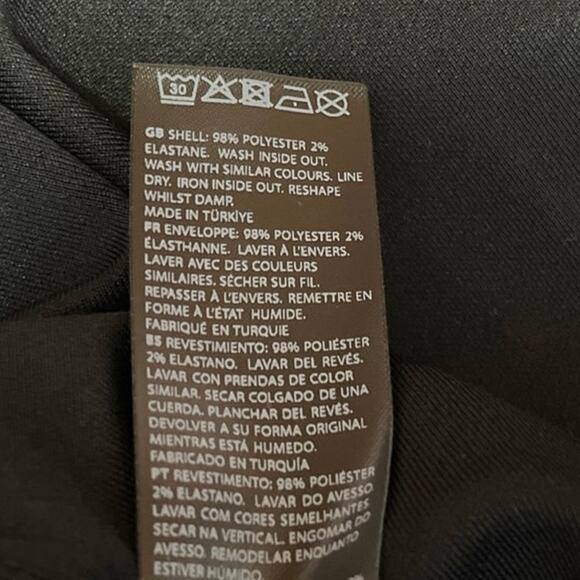 30
GB SHELL: 98% POLYESTER 2%
ELASTANE. WASH INSIDE OUT.
WASH WITH SIMILAR COLOURS. LINE
DRY. IRON INSIDE OUT. RESHAPE
WHILST DAMP.
MADE IN TÜRKİYE
FR ENVELOPPE: 98% POLYESTER 2%
ÉLASTHANNE. LAVER À L'ENVERS.
LAVER AVEC DES COULEURS
SIMILAIRES. SÉCHER SUR FIL.
REPASSER À L'ENVERS. REMETTRE EN
FORME À L'ÉTAT HUMIDE.
FABRIQUÉ EN TURQUIE
ES REVESTIMIENTO: 98% POLIÉSTER
2% ELASTANO. LAVAR DEL REVÉS.
LAVAR CON PRENDAS DE COLOR
SIMILAR. SECAR COLGADO DE UNA
CUERDA. PLANCHAR DEL REVÉS.
DEVOLVER A SU FORMA ORIGINAL
MIENTRAS ESTÁ HUMEDO.
FABRICADO EN TURQUÍA
PT REVESTIMENTO: 98% POLIÉSTER
2% ELASTANO. LAVAR DO AVESSO.
LAVAR COM CORES SEMELHANTES.
SECAR NA VERTICAL. ENGOMAR DO
AVESSO. REMODELAR ENQUANTO
ESTIVER HÚMIDO.